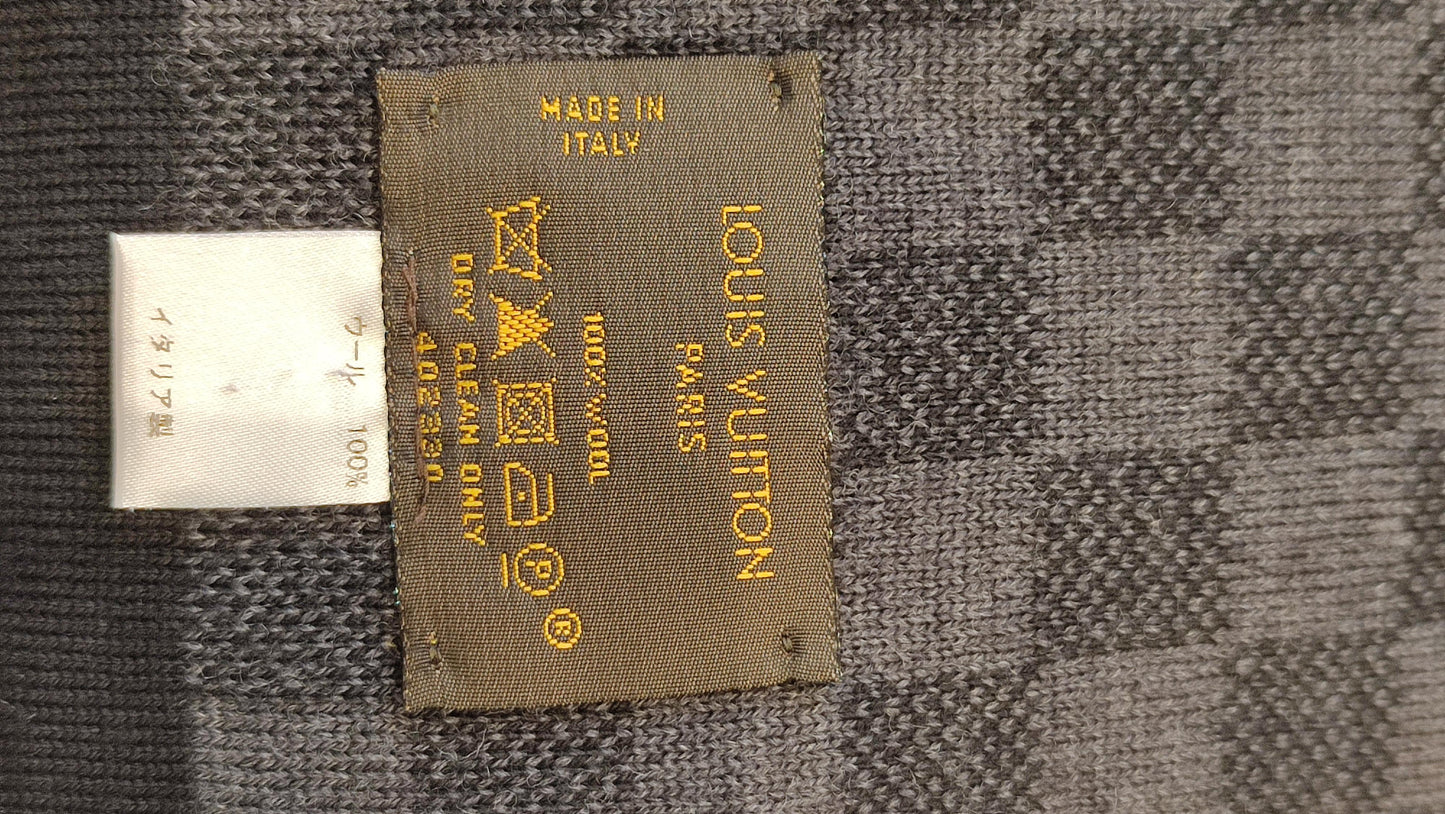 LOUIS VUITTON
PARIS
100% WOOL
MADE IN
ITALY
P
®
DRY CLEAN ONLY
ウール 100%
イタリア製